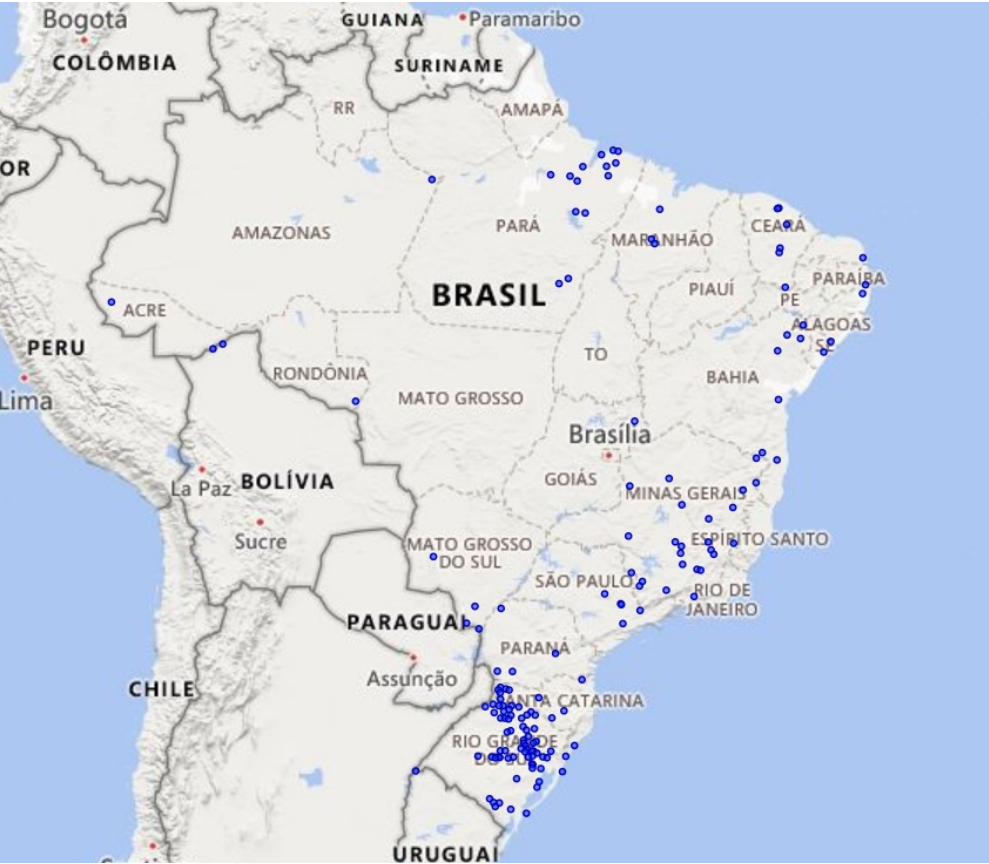 Bogotá
GUIANA
Paramaribo
COLÔMBIA
SURINAME
RR
AMAPÁ
OR
AMAZONAS
PARÁ
MARANHÃO
CEARÁ
BRASIL
PIAUÍ
PARAÍBA
PE
ACRE
ALAGOAS
SE
PERU
TO
RONDÔNIA
BAHIA
Lima
MATO GROSSO
Brasília
La Paz
BOLÍVIA
GOIÁS
MINAS GERAIS
Sucre
MATO GROSSO
DO SUL
ESPÍRITO SANTO
SÃO PAULO
RIO DE
JANEIRO
PARAGUAI
PARANÁ
Assunção
CHILE
SANTA CATARINA
RIO GRANDE
DO SUL
URUGUAI